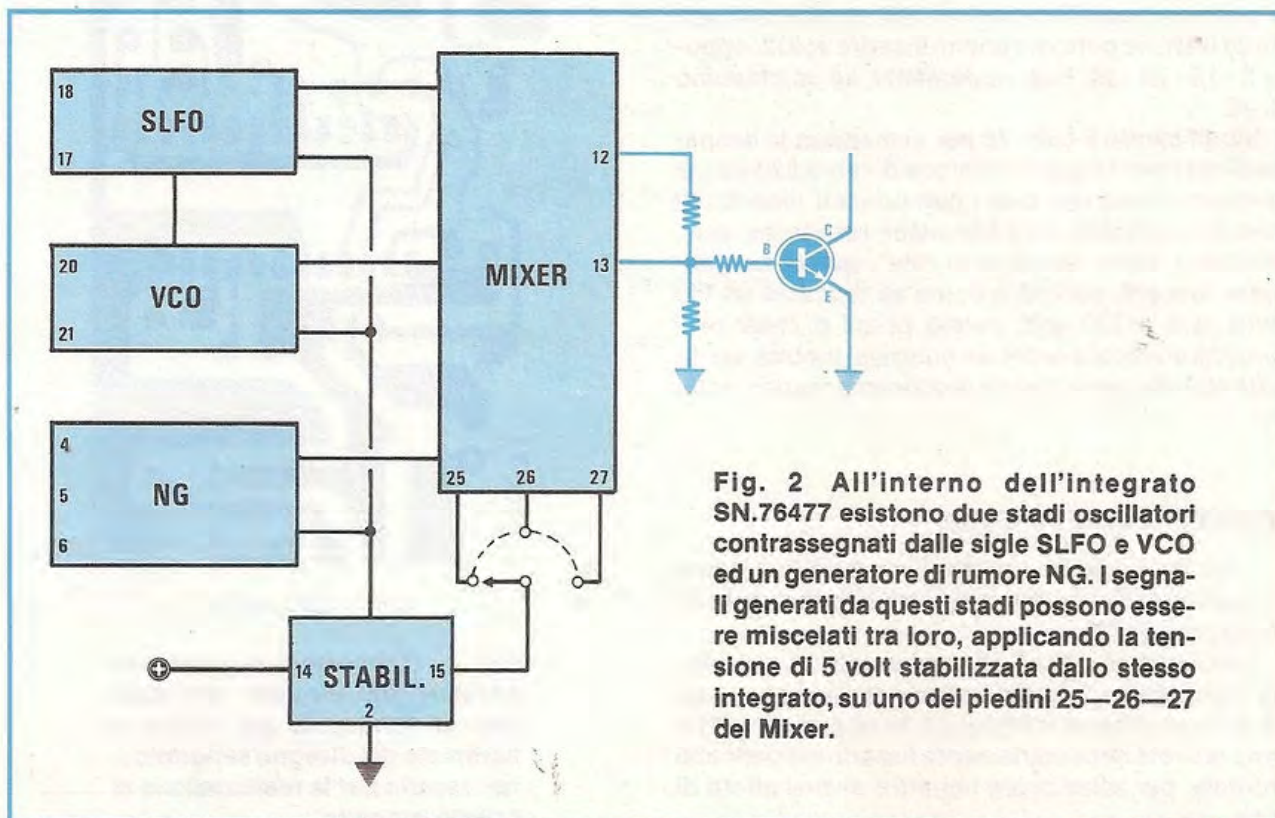 18
SLFO
17
20
VCO
21
4
NG
5
6
MIXER
12
13
25
26
27
B
C
E
14
STABIL.
15
2
Fig. 2 All'interno dell'integrato
SN.76477 esistono due stadi oscillatori
contrassegnati dalle sigle SLFO e VCO
ed un generatore di rumore NG. I segna-
li generati da questi stadi possono esse-
re miscelati tra loro, applicando la ten-
sione di 5 volt stabilizzata dallo stesso
integrato, su uno dei piedini 25—26—27
del Mixer.